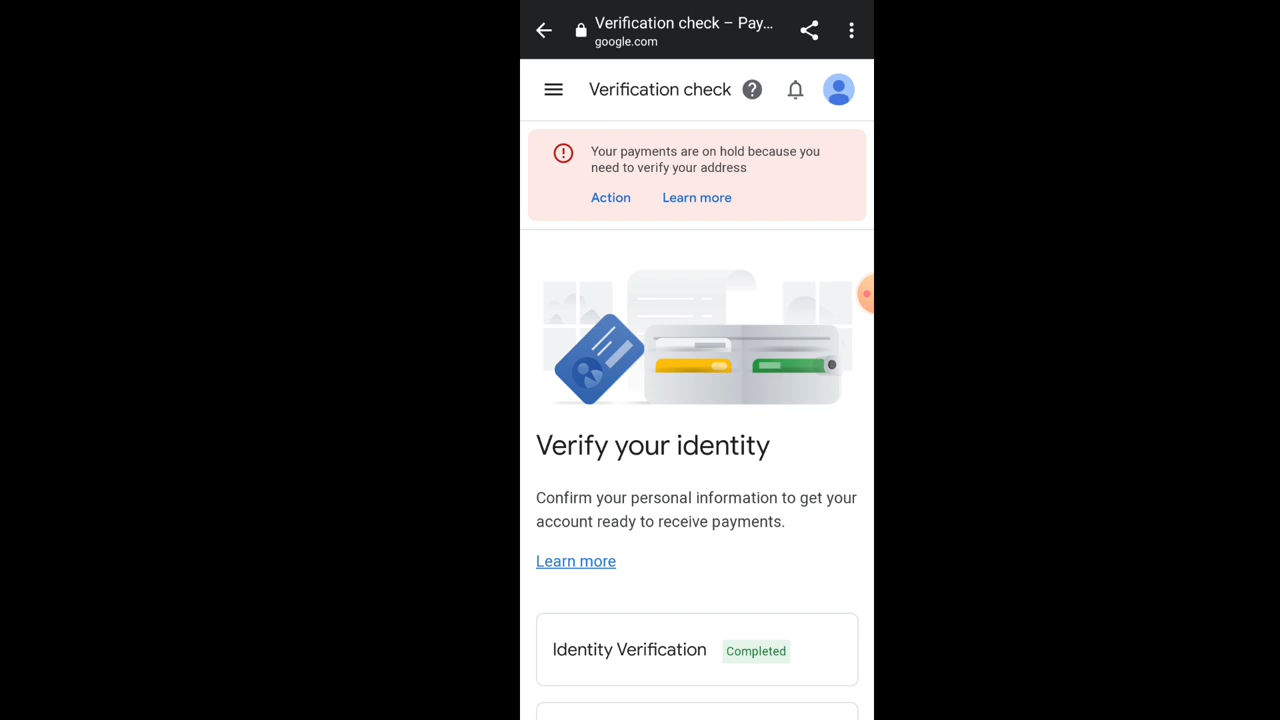 Verification check – Pay...
google.com
Verification check
Your payments are on hold because you
need to verify your address
Action Learn more
Verify your identity
Confirm your personal information to get your
account ready to receive payments.
Learn more
Identity Verification Completed